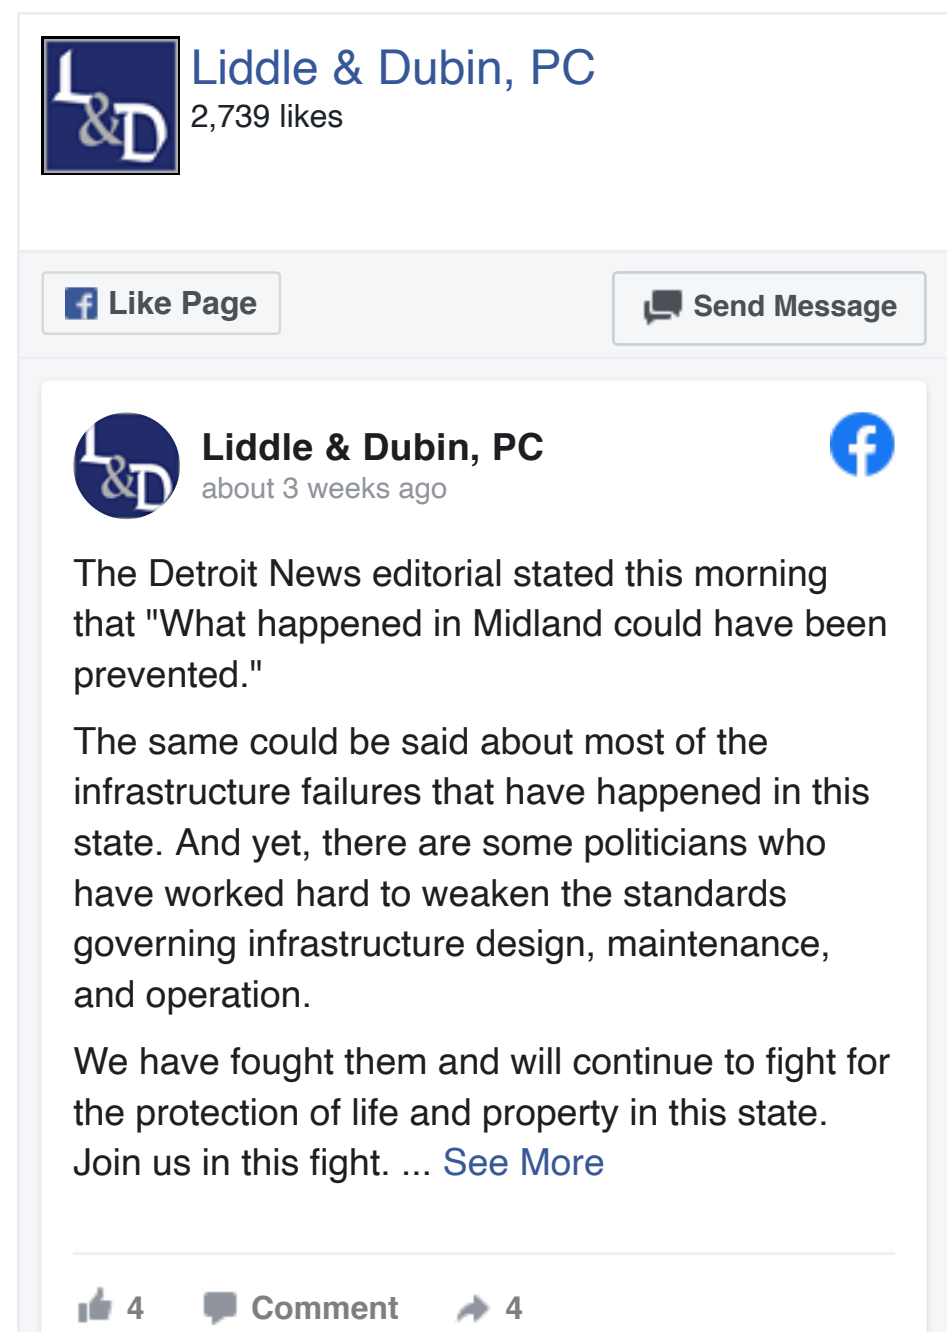 L&D
Liddle & Dubin, PC
2,739 likes
Like Page
Send Message
L&D
Liddle & Dubin, PC
about 3 weeks ago
The Detroit News editorial stated this morning
that "What happened in Midland could have been
prevented."
The same could be said about most of the
infrastructure failures that have happened in this
state. And yet, there are some politicians who
have worked hard to weaken the standards
governing infrastructure design, maintenance,
and operation.
We have fought them and will continue to fight for
the protection of life and property in this state.
Join us in this fight. ... See More
4 Comment 4